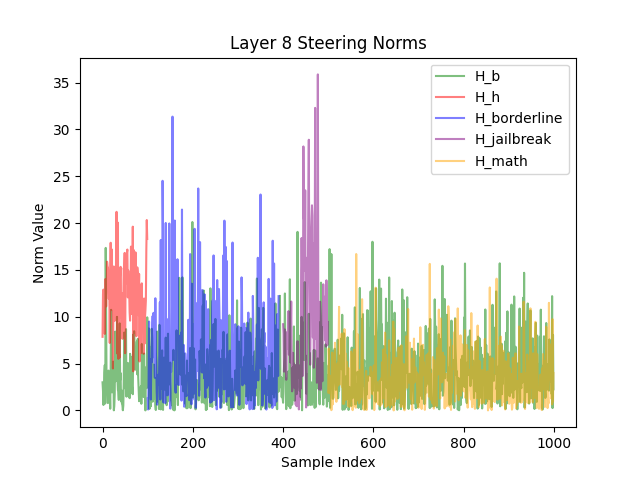 Layer 8 Steering Norms
Norm Value
35
30
25
20
15
10
5
0
0
200
400
600
800
1000
Sample Index
H_b
H_h
H_borderline
H_jailbreak
H_math